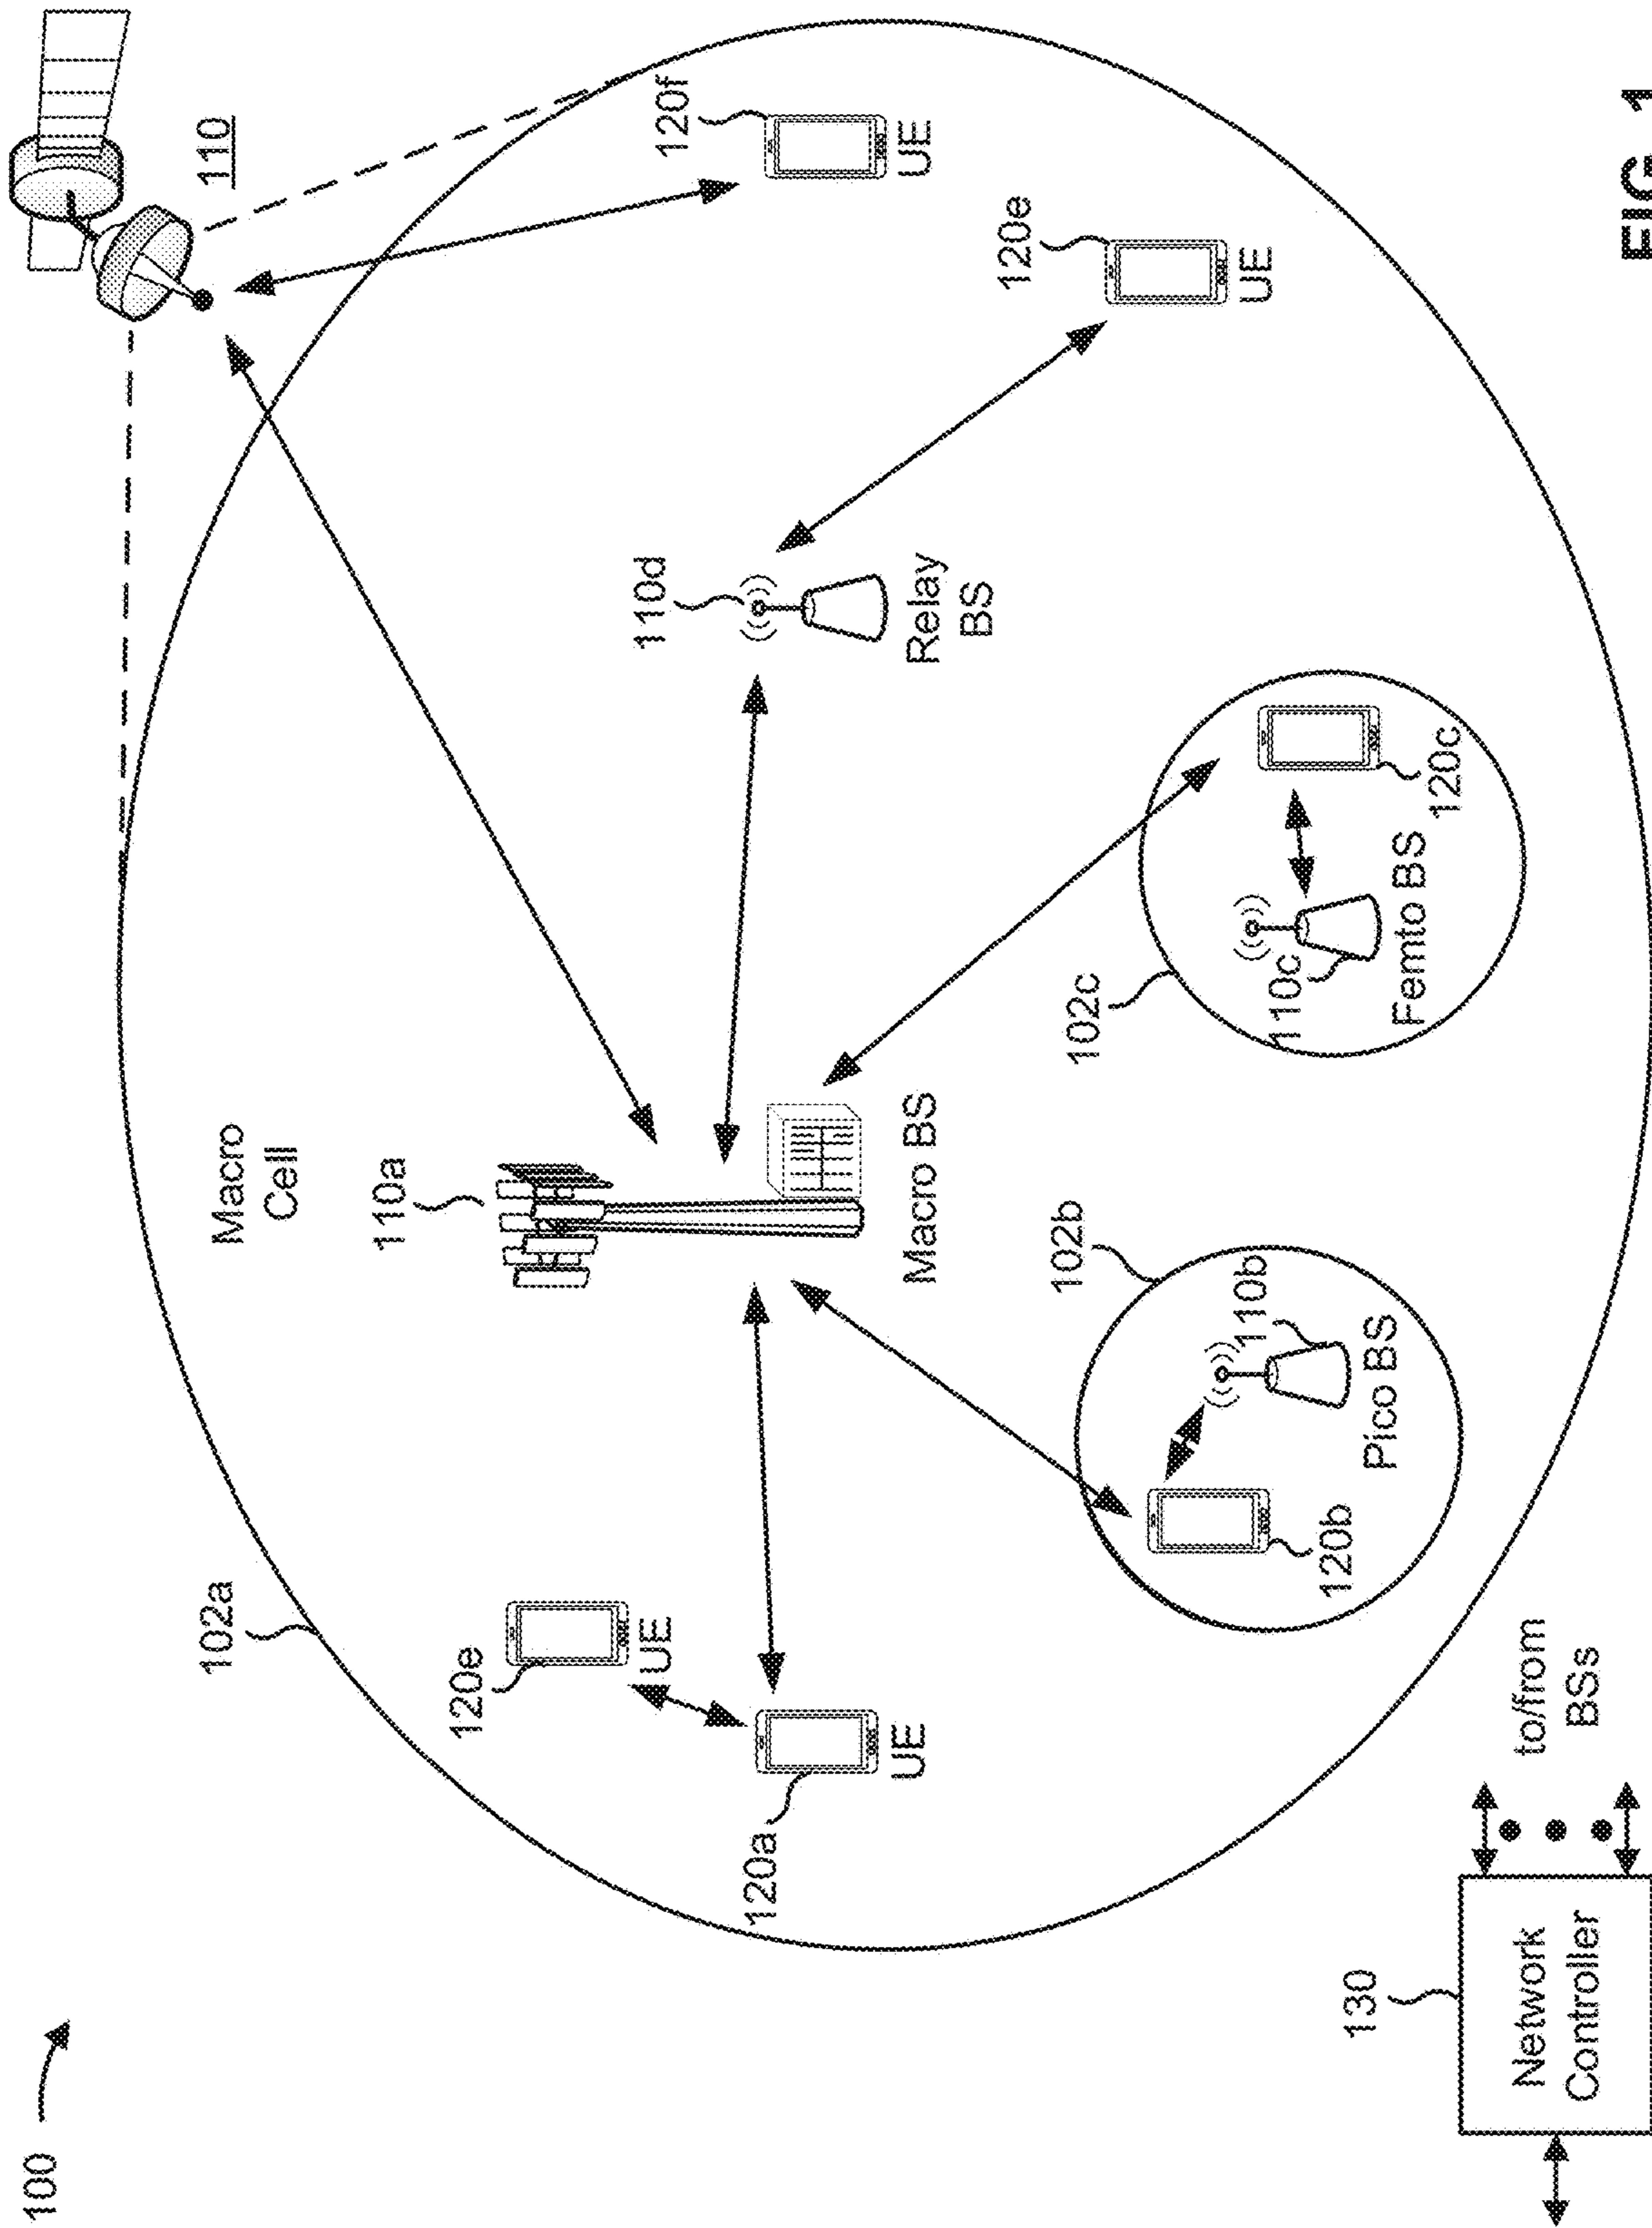 100
110
Macro
Cell
102a
110a
120f
UE
120e
UE
110d
Relay
BS
120e
UE
120a
UE
Macro BS
102b
110b
Pico BS
120b
102c
110c
Femto BS
120c
130
Network
Controller
to/from
BSs
FIG. 1